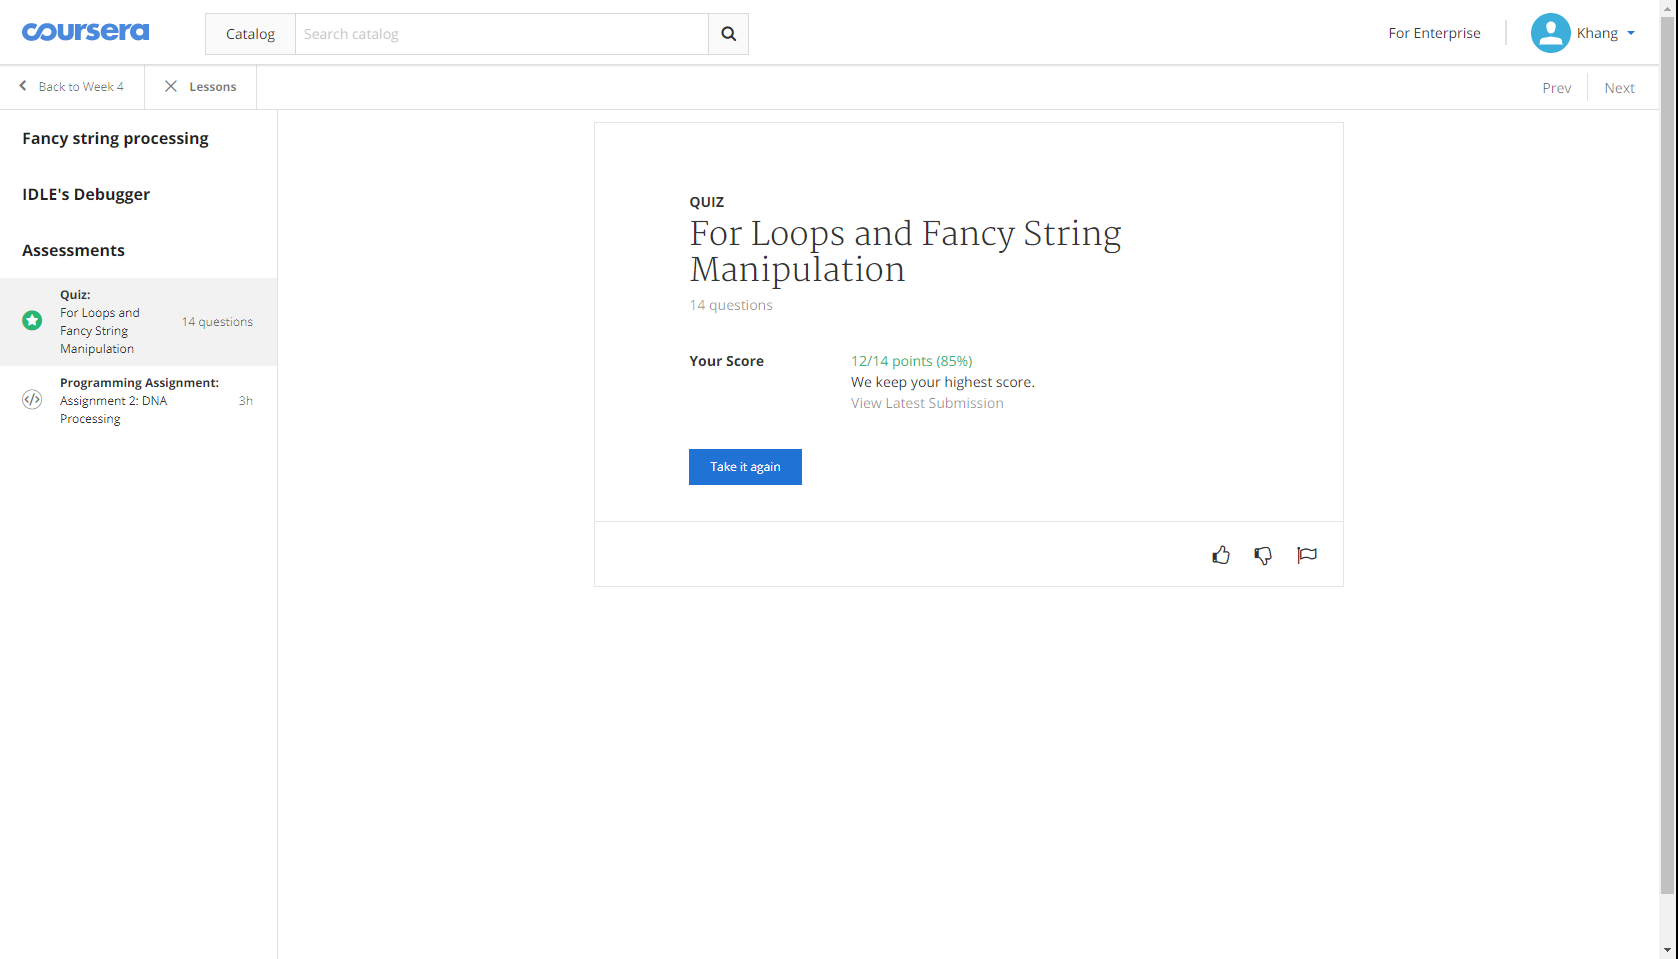 coursera
Catalog
Search catalog
For Enterprise
Khang
Back to Week 4
Lessons
Prev
Next
Fancy string processing
IDLE's Debugger
Assessments
Quiz:
For Loops and
Fancy String
Manipulation
14 questions
Programming Assignment:
Assignment 2: DNA
Processing
3h
QUIZ
For Loops and Fancy String
Manipulation
14 questions
Your Score
12/14 points (85%)
We keep your highest score.
View Latest Submission
Take it again